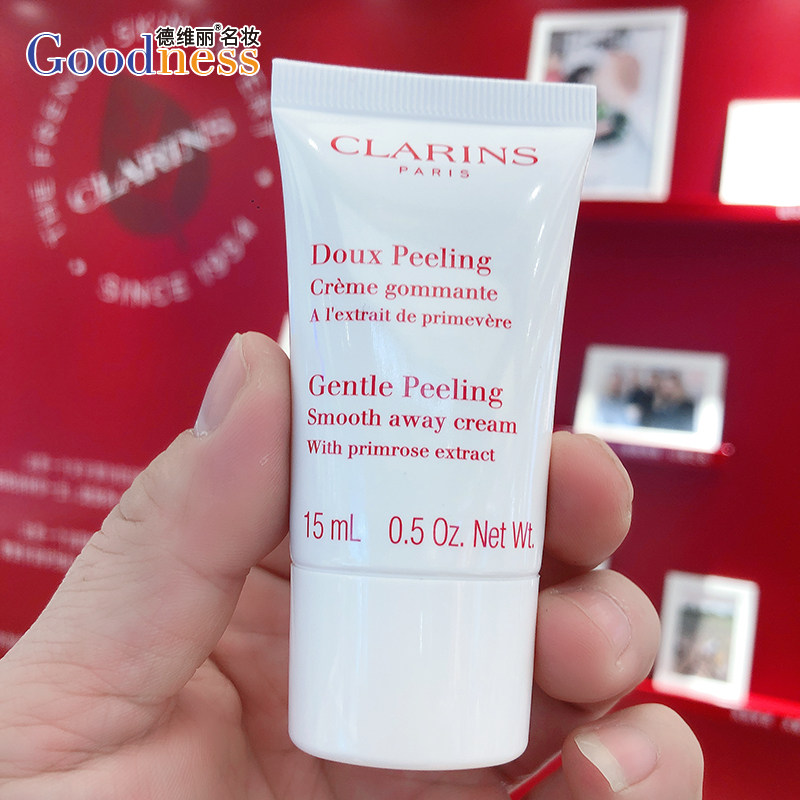 德维丽®名妆
Goodness
THE FRENCH SKIN
CLARINS
SINCE 1954
CLARINS
PARIS
Doux Peeling
Crème gommante
A l'extrait de primevère
Gentle Peeling
Smooth away cream
With primrose extract
15 mL 0.5 Oz. Net Wt.